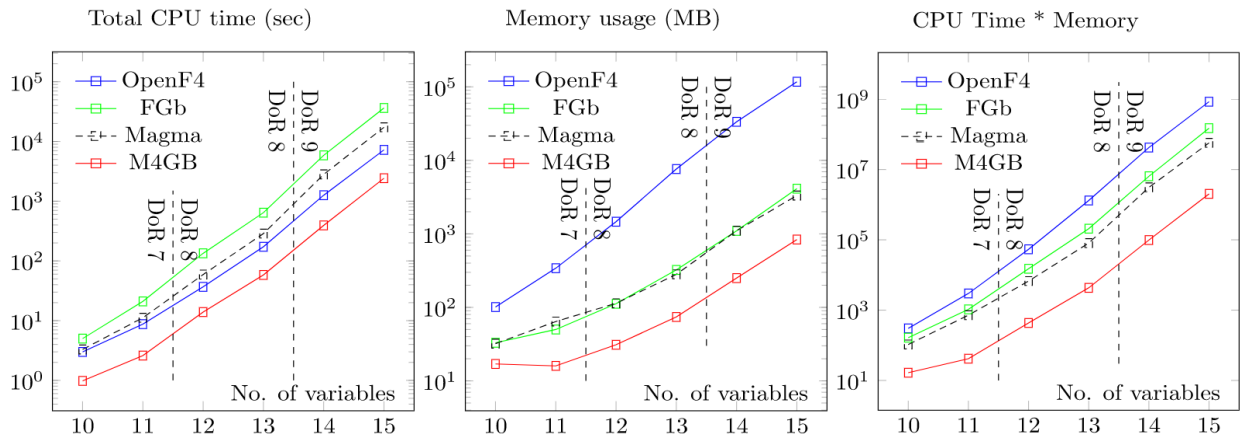 Total CPU time (sec)
10^5
10^4
10^3
10^2
10^1
10^0
OpenF4
FGb
Magma
M4GB
DoR 7
DoR 8
DoR 8
DoR 9
No. of variables
10 11 12 13 14 15
Memory usage (MB)
10^5
10^4
10^3
10^2
10^1
OpenF4
FGb
Magma
M4GB
DoR 7
DoR 8
DoR 8
DoR 9
No. of variables
10 11 12 13 14 15
CPU Time * Memory
10^9
10^7
10^5
10^3
10^1
OpenF4
FGb
Magma
M4GB
DoR 7
DoR 8
DoR 8
DoR 9
No. of variables
10 11 12 13 14 15